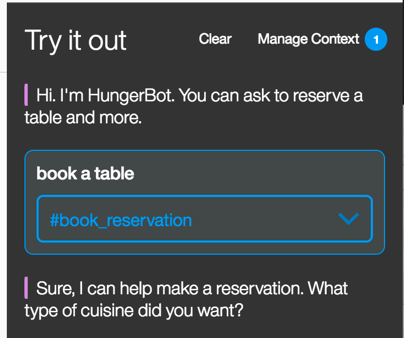 Try it out Clear Manage Context 1
Hi. I'm HungerBot. You can ask to reserve a
table and more.
book a table
#book_reservation
Sure, I can help make a reservation. What
type of cuisine did you want?